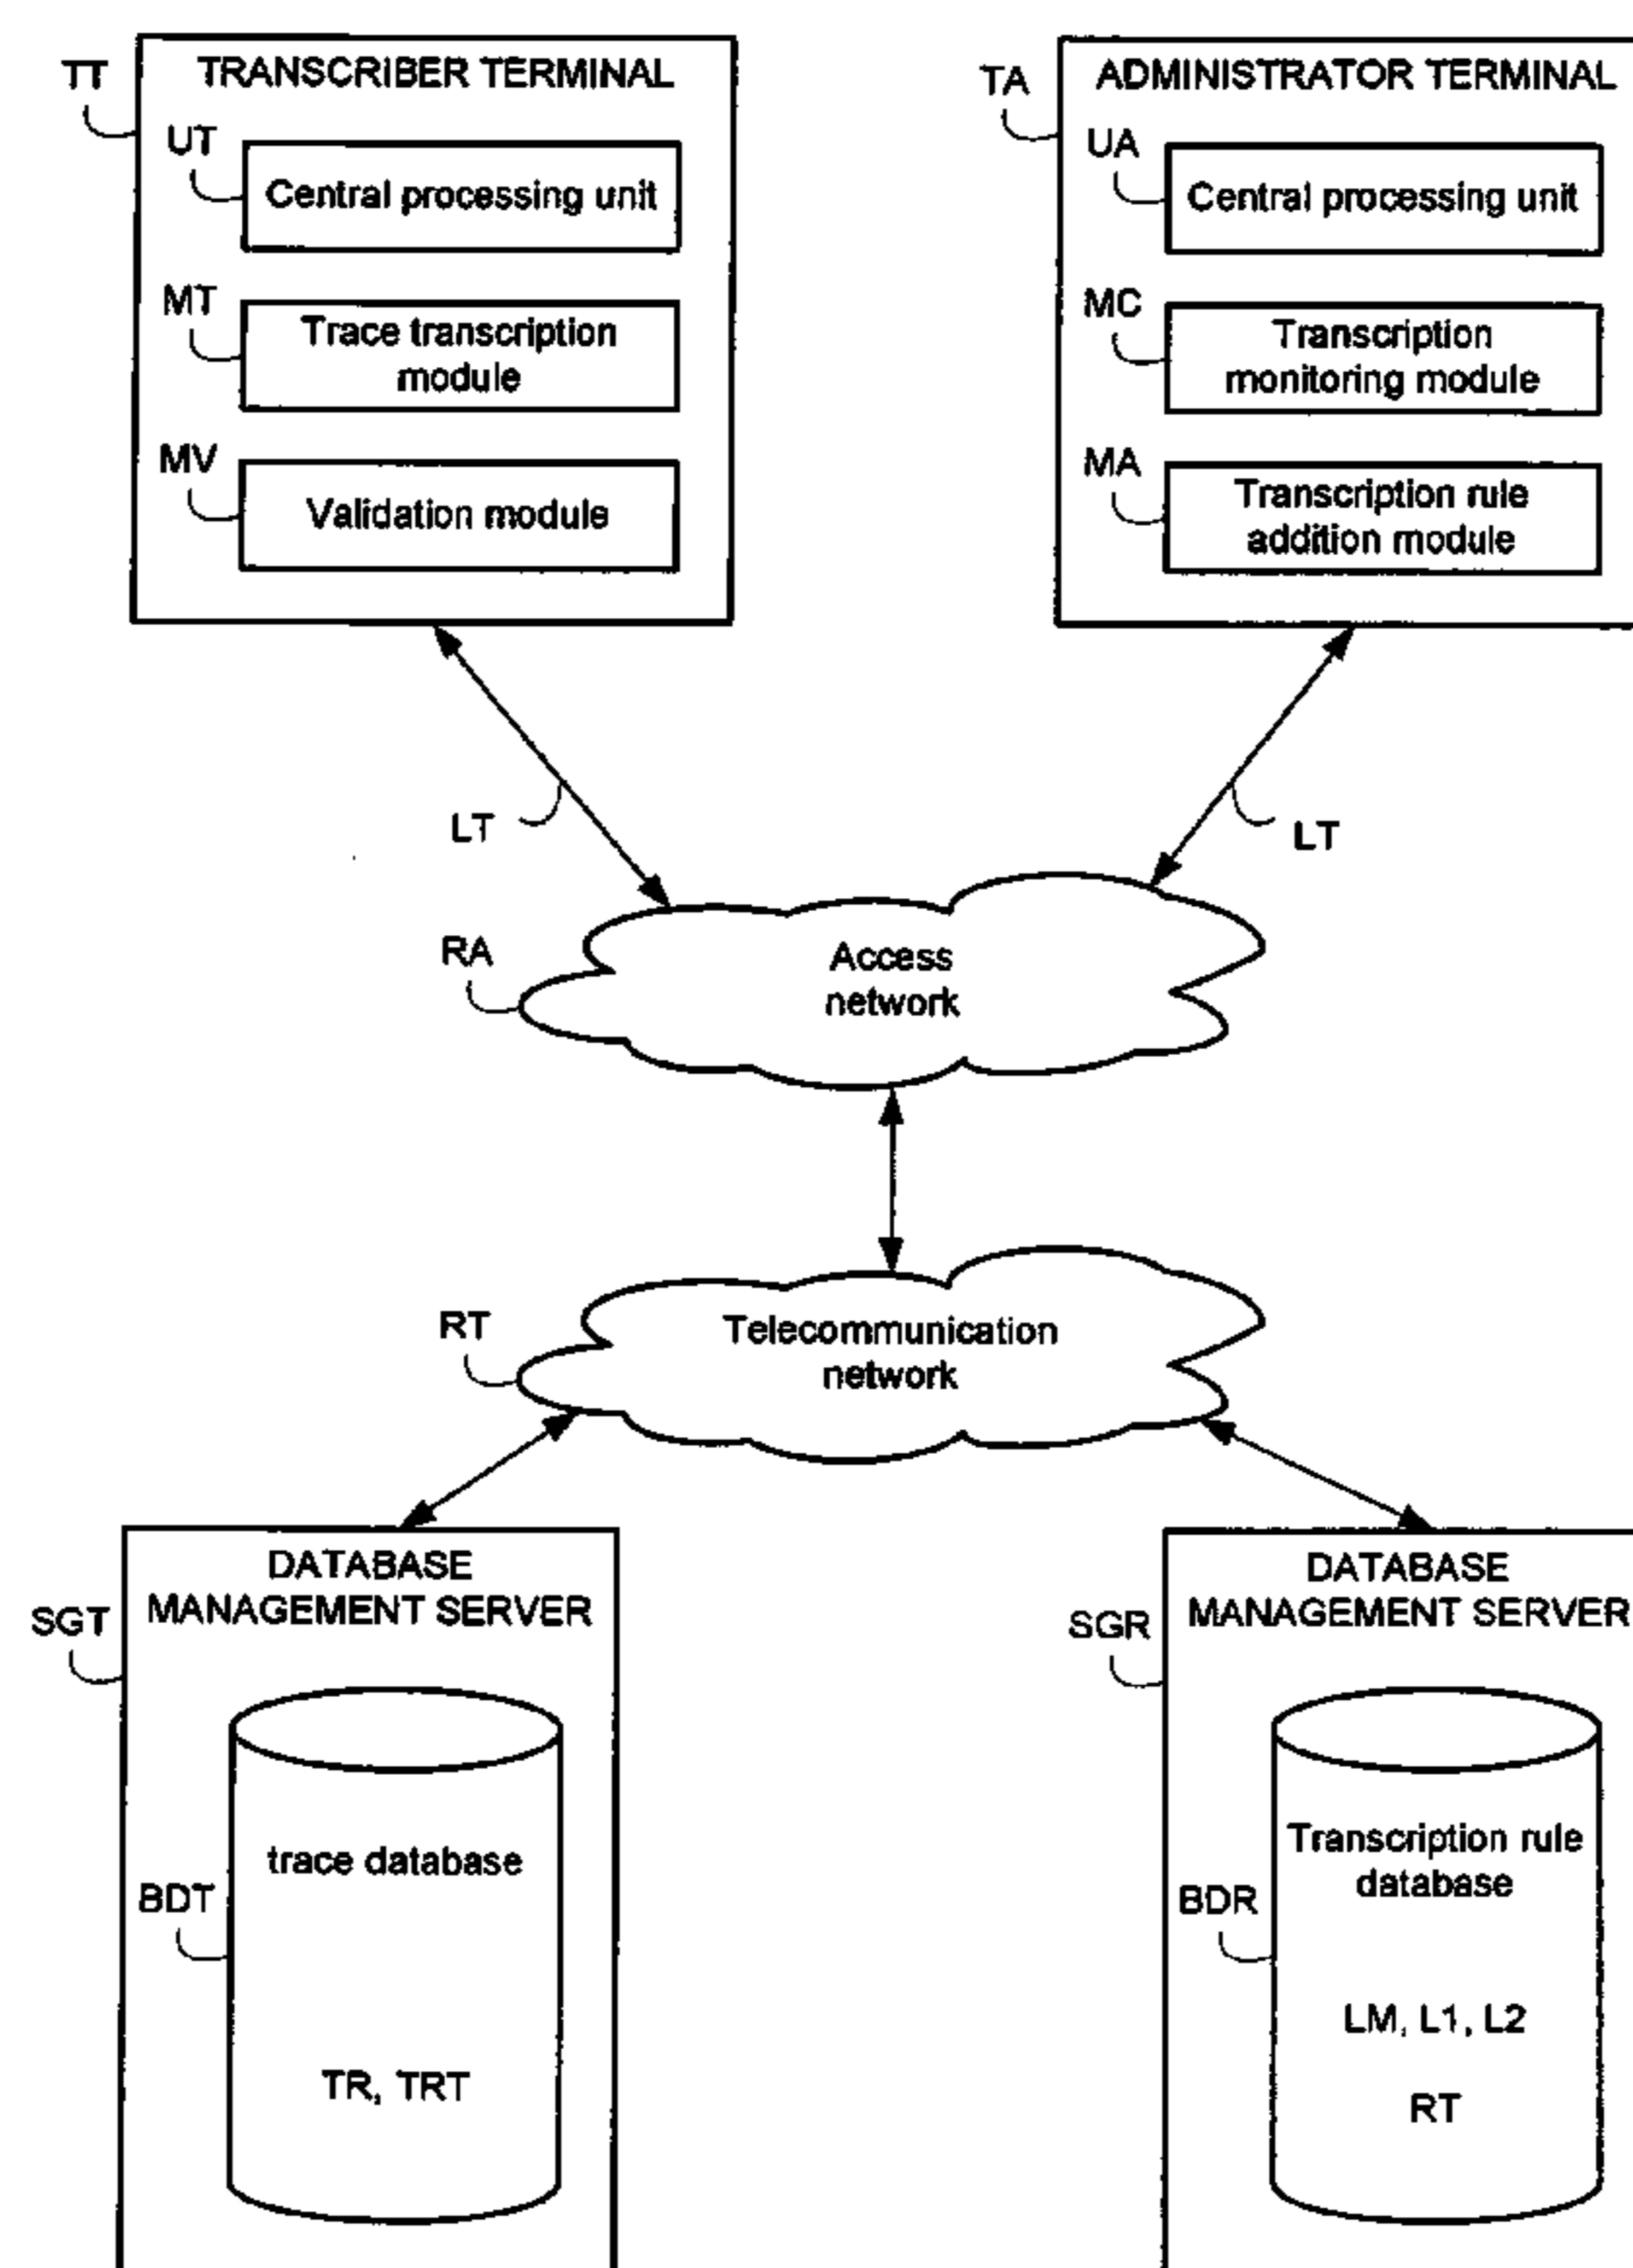 TRANSCRIBER TERMINAL
TT
UT
Central processing unit
MT
Trace transcription
module
MV
Validation module
ADMINISTRATOR TERMINAL
TA
UA
Central processing unit
MC
Transcription
monitoring module
MA
Transcription rule
addition module
LT
LT
RA
Access
network
RT
Telecommunication
network
DATABASE
MANAGEMENT SERVER
SGT
trace database
BDT
TR, TRT
DATABASE
MANAGEMENT SERVER
SGR
Transcription rule
database
BDR
LM, L1, L2
RT